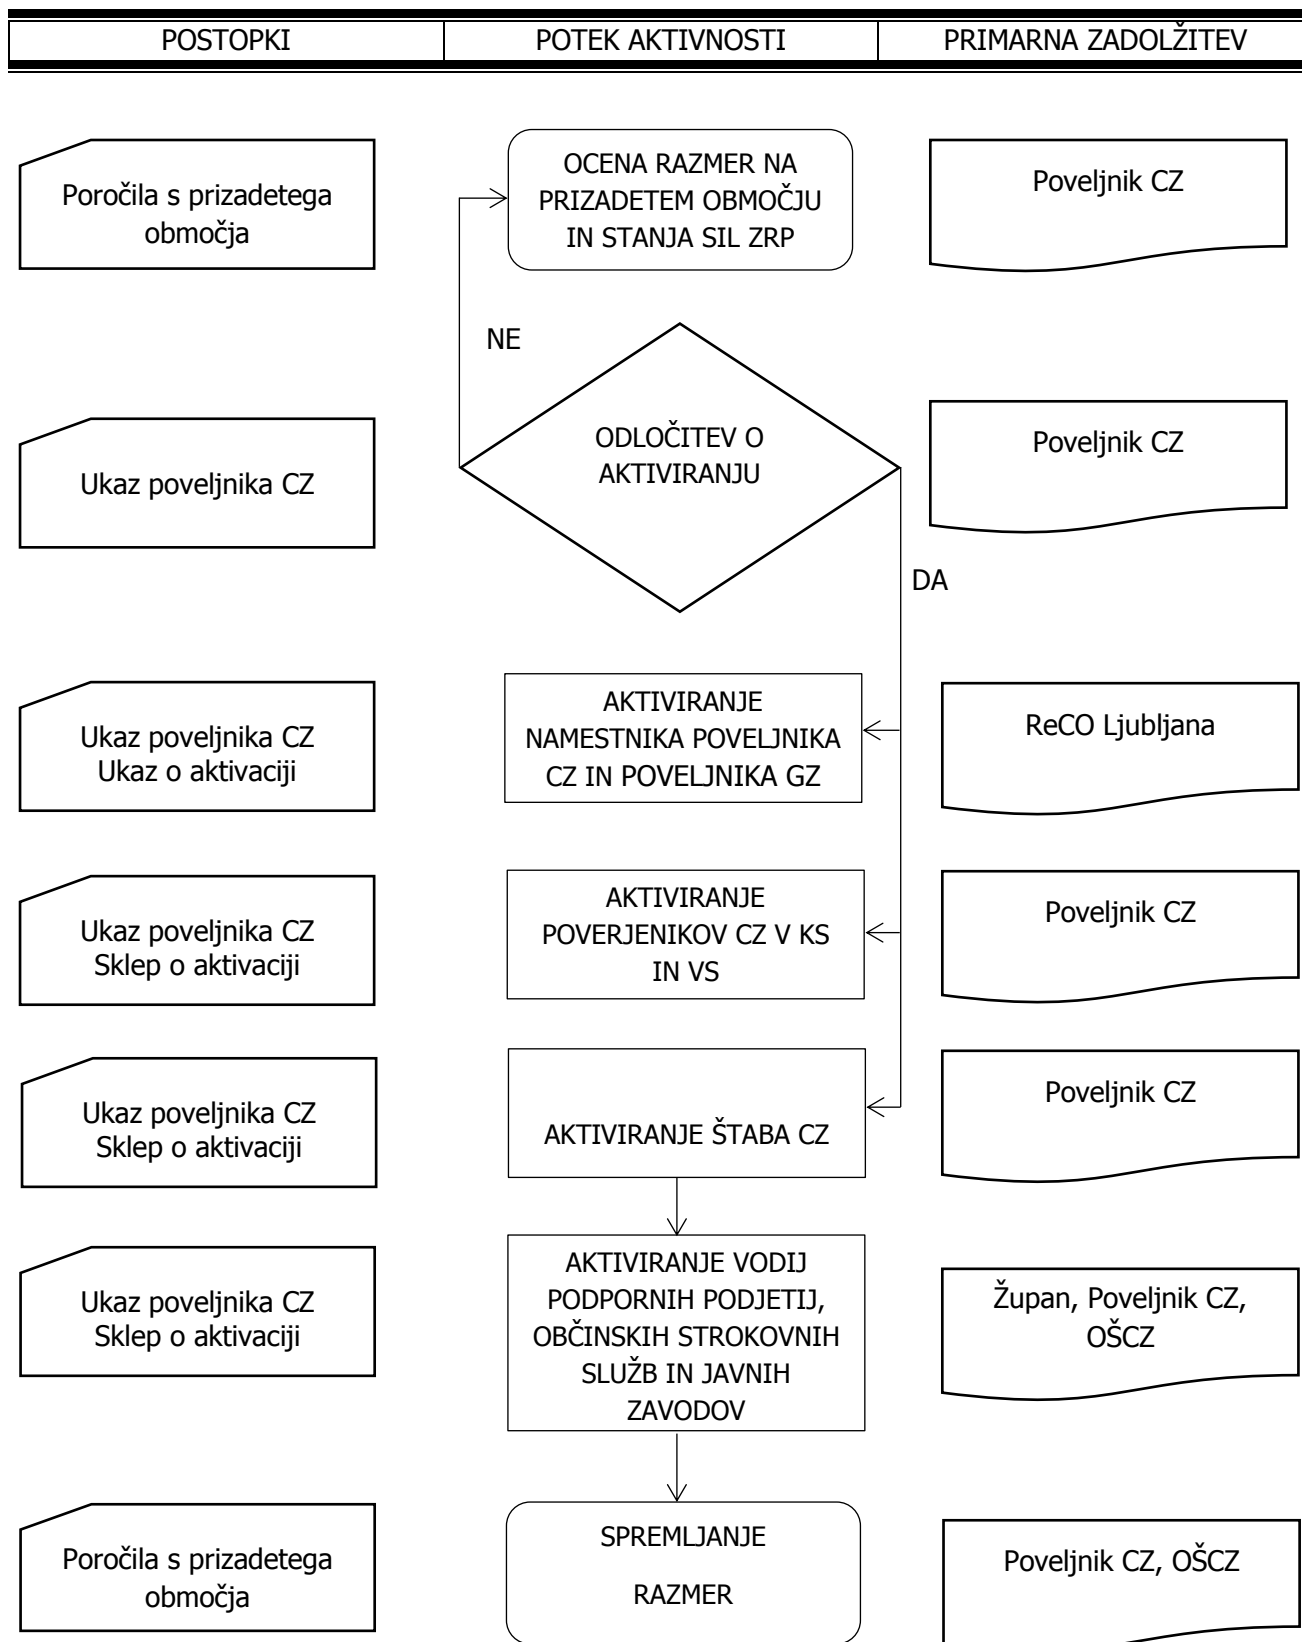 POSTOPKI
POTEK AKTIVNOSTI
PRIMARNA ZADOLŽITEV
Poročila s prizadetega
območja
OCENA RAZMER NA
PRIZADETEM OBMOČJU
IN STANJA SIL ZRP
Poveljnik CZ
NE
Ukaz poveljnika CZ
ODLOČITEV O
AKTIVIRANJU
Poveljnik CZ
DA
Ukaz poveljnika CZ
Ukaz o aktivaciji
AKTIVIRANJE
NAMESTNIKA POVELJNIKA
CZ IN POVELJNIKA GZ
ReCO Ljubljana
Ukaz poveljnika CZ
Sklep o aktivaciji
AKTIVIRANJE
POVERJENIKOV CZ V KS
IN VS
Poveljnik CZ
Ukaz poveljnika CZ
Sklep o aktivaciji
AKTIVIRANJE ŠTABA CZ
Poveljnik CZ
Ukaz poveljnika CZ
Sklep o aktivaciji
AKTIVIRANJE VODIJ
PODPORNIH PODJETIJ,
OBČINSKIH STROKOVNIH
SLUŽB IN JAVNIH
ZAVODOV
Župan, Poveljnik CZ,
OŠCZ
Poročila s prizadetega
območja
SPREMLJANJE
RAZMER
Poveljnik CZ, OŠCZ